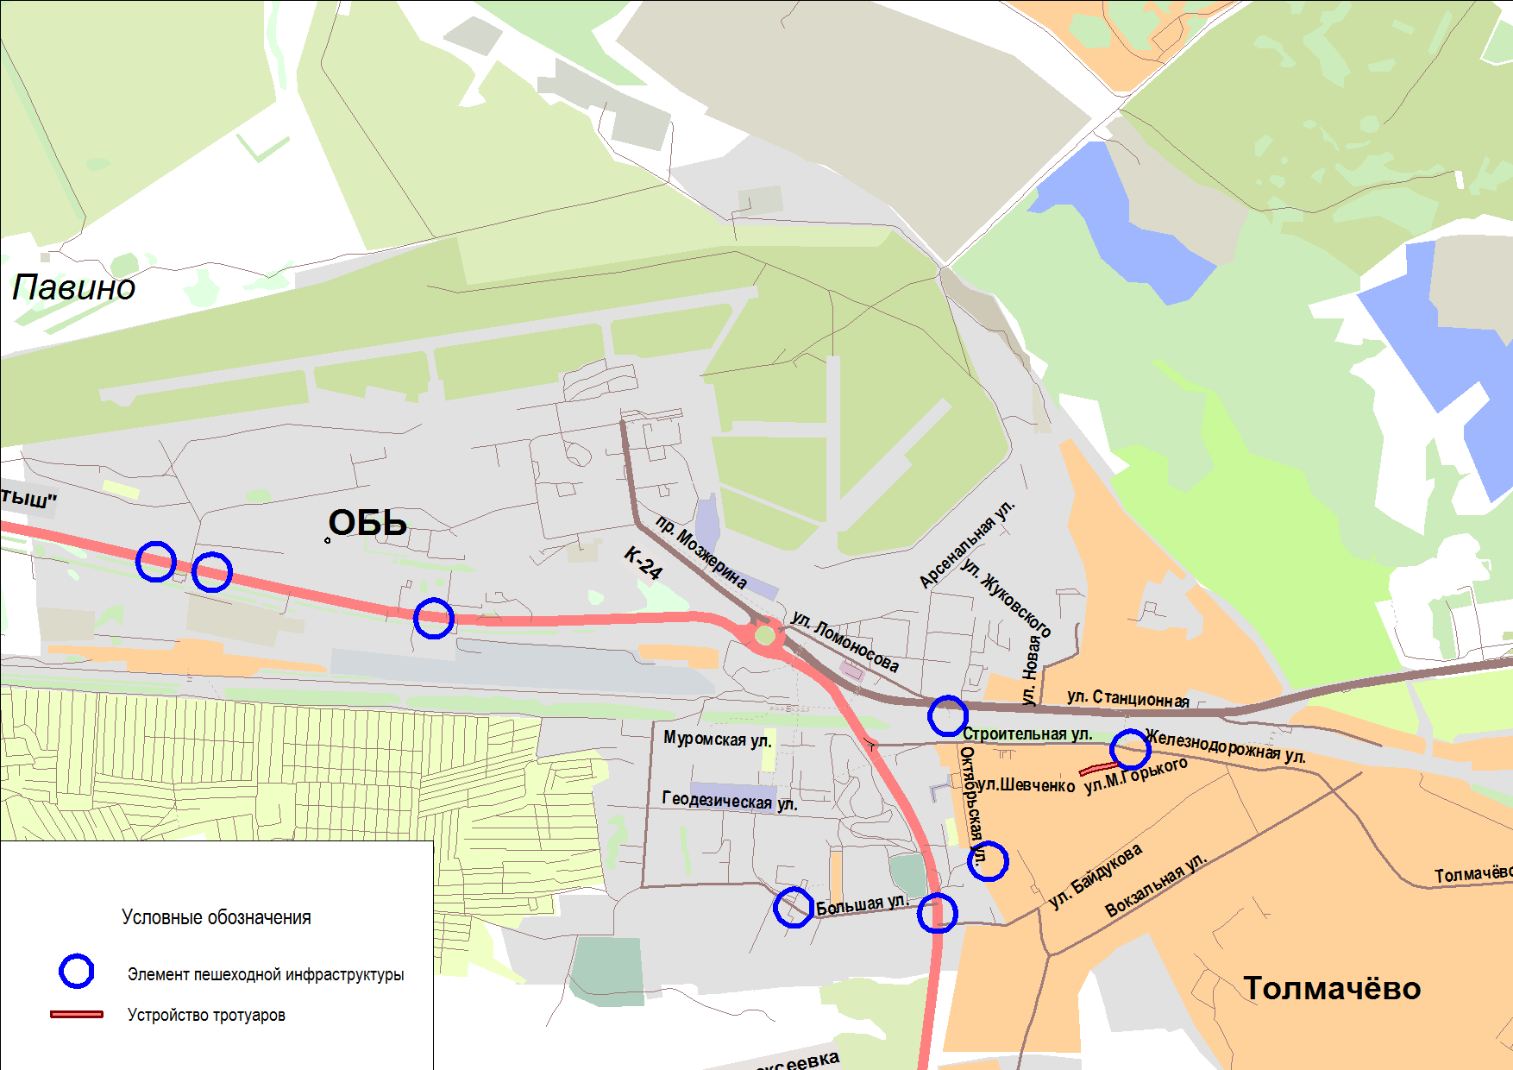 Павино
тыш"
ОБЬ
К-24
пр. Мозжерина
Арсенальная ул.
ул. Жуковского
ул. Ломоносова
ул. Новая
ул. Станционная
Строительная ул.
Железнодорожная ул.
Муромская ул.
Октябрьская ул.
ул.Шевченко
ул.М.Горького
Геодезическая ул.
ул. Байдукова
Вокзальная ул.
Толмачёво
Большая ул.
Толмачёво
ксеевка
Условные обозначения
Элемент пешеходной инфраструктуры
Устройство тротуаров